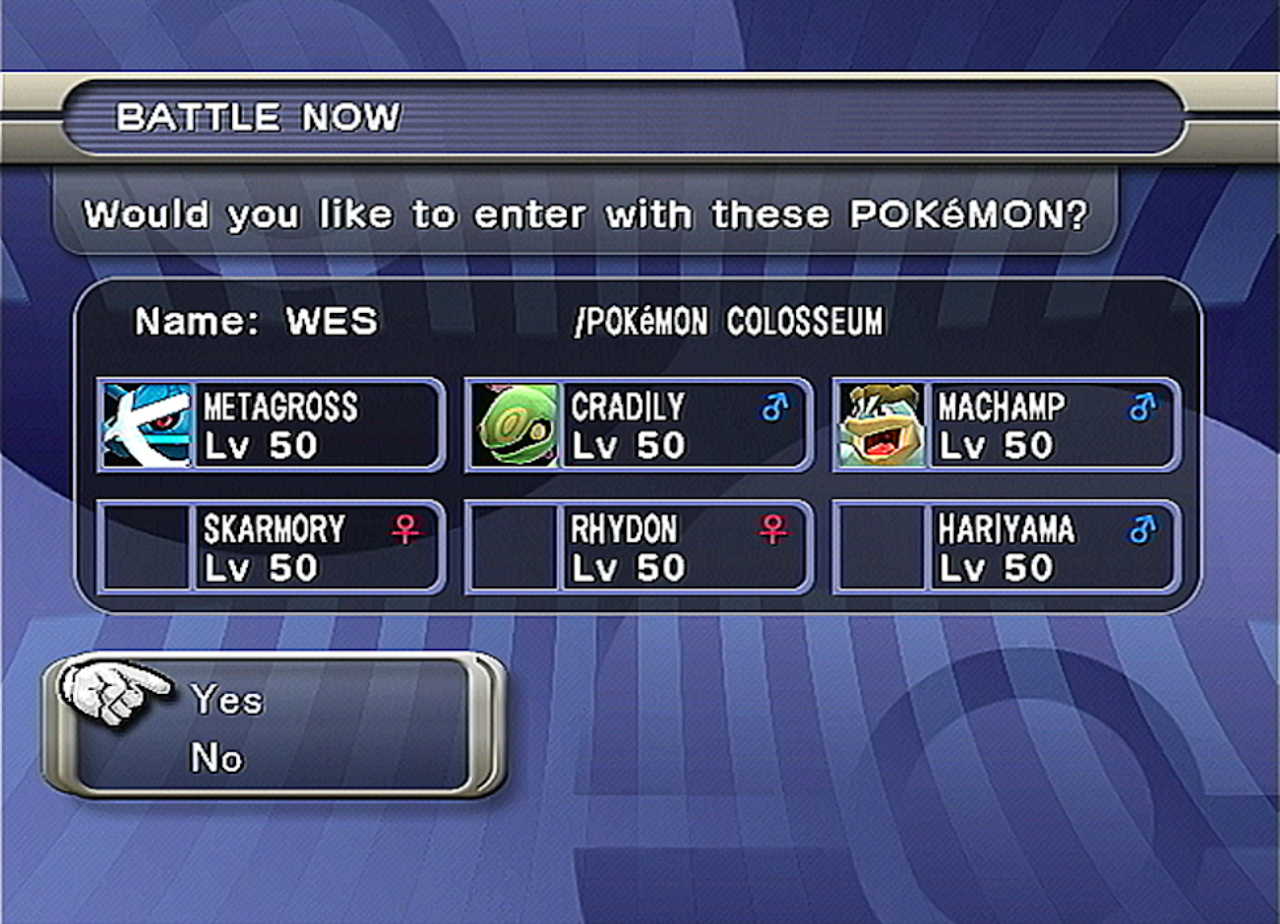 BATTLE NOW
Would you like to enter with these POKéMON?
Name: WES /POKéMON COLOSSEUM
METAGROSS
Lv 50
CRADILY ♂
Lv 50
MACHAMP ♂
Lv 50
SKARMORY ♀
Lv 50
RHYDON ♀
Lv 50
HARIYAMA ♂
Lv 50
Yes
No